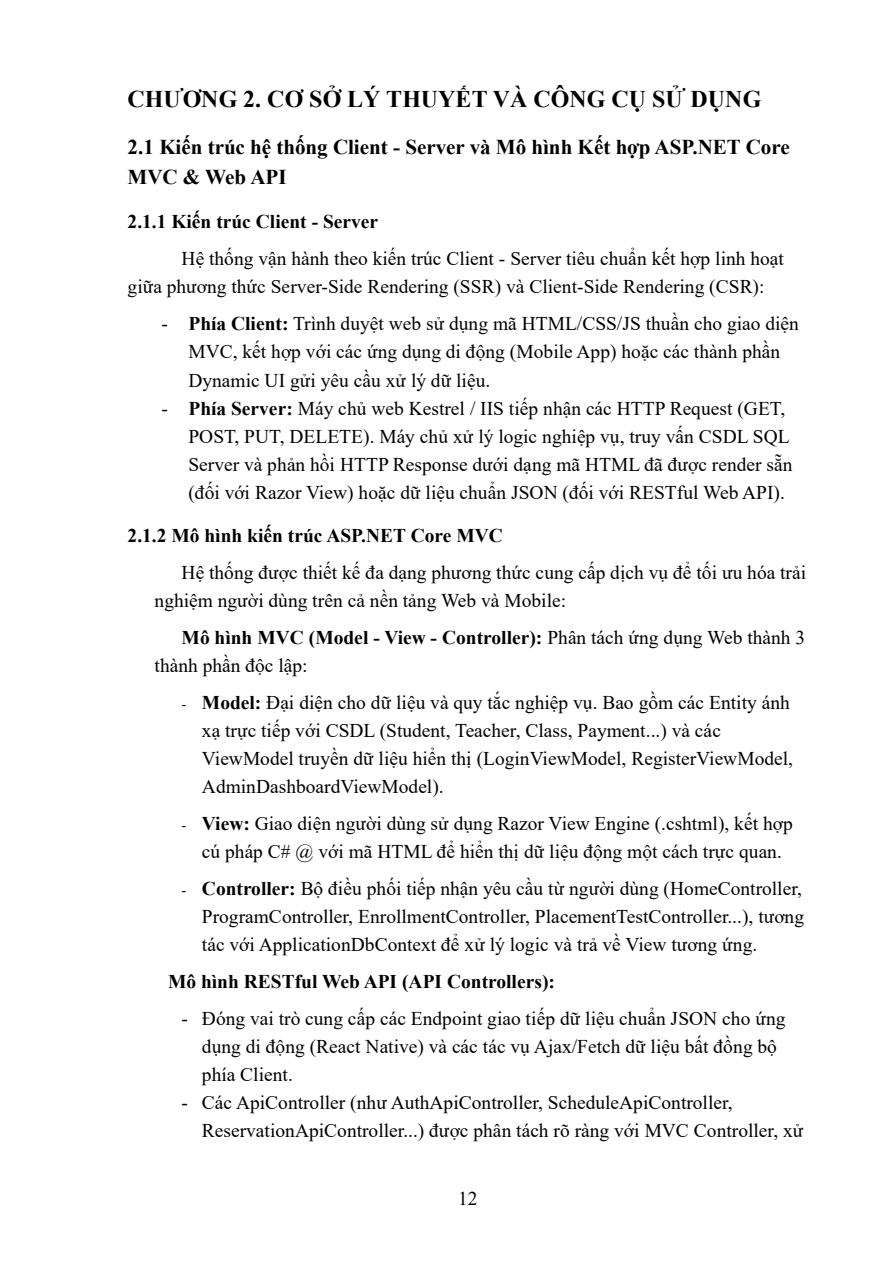 CHƯƠNG 2. CƠ SỞ LÝ THUYẾT VÀ CÔNG CỤ SỬ DỤNG
2.1 Kiến trúc hệ thống Client - Server và Mô hình Kết hợp ASP.NET Core
MVC & Web API
2.1.1 Kiến trúc Client - Server
Hệ thống vận hành theo kiến trúc Client - Server tiêu chuẩn kết hợp linh hoạt
giữa phương thức Server-Side Rendering (SSR) và Client-Side Rendering (CSR):
- Phía Client: Trình duyệt web sử dụng mã HTML/CSS/JS thuần cho giao diện
MVC, kết hợp với các ứng dụng di động (Mobile App) hoặc các thành phần
Dynamic UI gửi yêu cầu xử lý dữ liệu.
- Phía Server: Máy chủ web Kestrel / IIS tiếp nhận các HTTP Request (GET,
POST, PUT, DELETE). Máy chủ xử lý logic nghiệp vụ, truy vấn CSDL SQL
Server và phản hồi HTTP Response dưới dạng mã HTML đã được render sẵn
(đối với Razor View) hoặc dữ liệu chuẩn JSON (đối với RESTful Web API).
2.1.2 Mô hình kiến trúc ASP.NET Core MVC
Hệ thống được thiết kế đa dạng phương thức cung cấp dịch vụ để tối ưu hóa trải
nghiệm người dùng trên cả nền tảng Web và Mobile:
Mô hình MVC (Model - View - Controller): Phân tách ứng dụng Web thành 3
thành phần độc lập:
- Model: Đại diện cho dữ liệu và quy tắc nghiệp vụ. Bao gồm các Entity ánh
xạ trực tiếp với CSDL (Student, Teacher, Class, Payment...) và các
ViewModel truyền dữ liệu hiển thị (LoginViewModel, RegisterViewModel,
AdminDashboardViewModel).
- View: Giao diện người dùng sử dụng Razor View Engine (.cshtml), kết hợp
cú pháp C# @ với mã HTML để hiển thị dữ liệu động một cách trực quan.
- Controller: Bộ điều phối tiếp nhận yêu cầu từ người dùng (HomeController,
ProgramController, EnrollmentController, PlacementTestController...), tương
tác với ApplicationDbContext để xử lý logic và trả về View tương ứng.
Mô hình RESTful Web API (API Controllers):
- Đóng vai trò cung cấp các Endpoint giao tiếp dữ liệu chuẩn JSON cho ứng
dụng di động (React Native) và các tác vụ Ajax/Fetch dữ liệu bất đồng bộ
phía Client.
- Các ApiController (như AuthApiController, ScheduleApiController,
ReservationApiController...) được phân tách rõ ràng với MVC Controller, xử
12